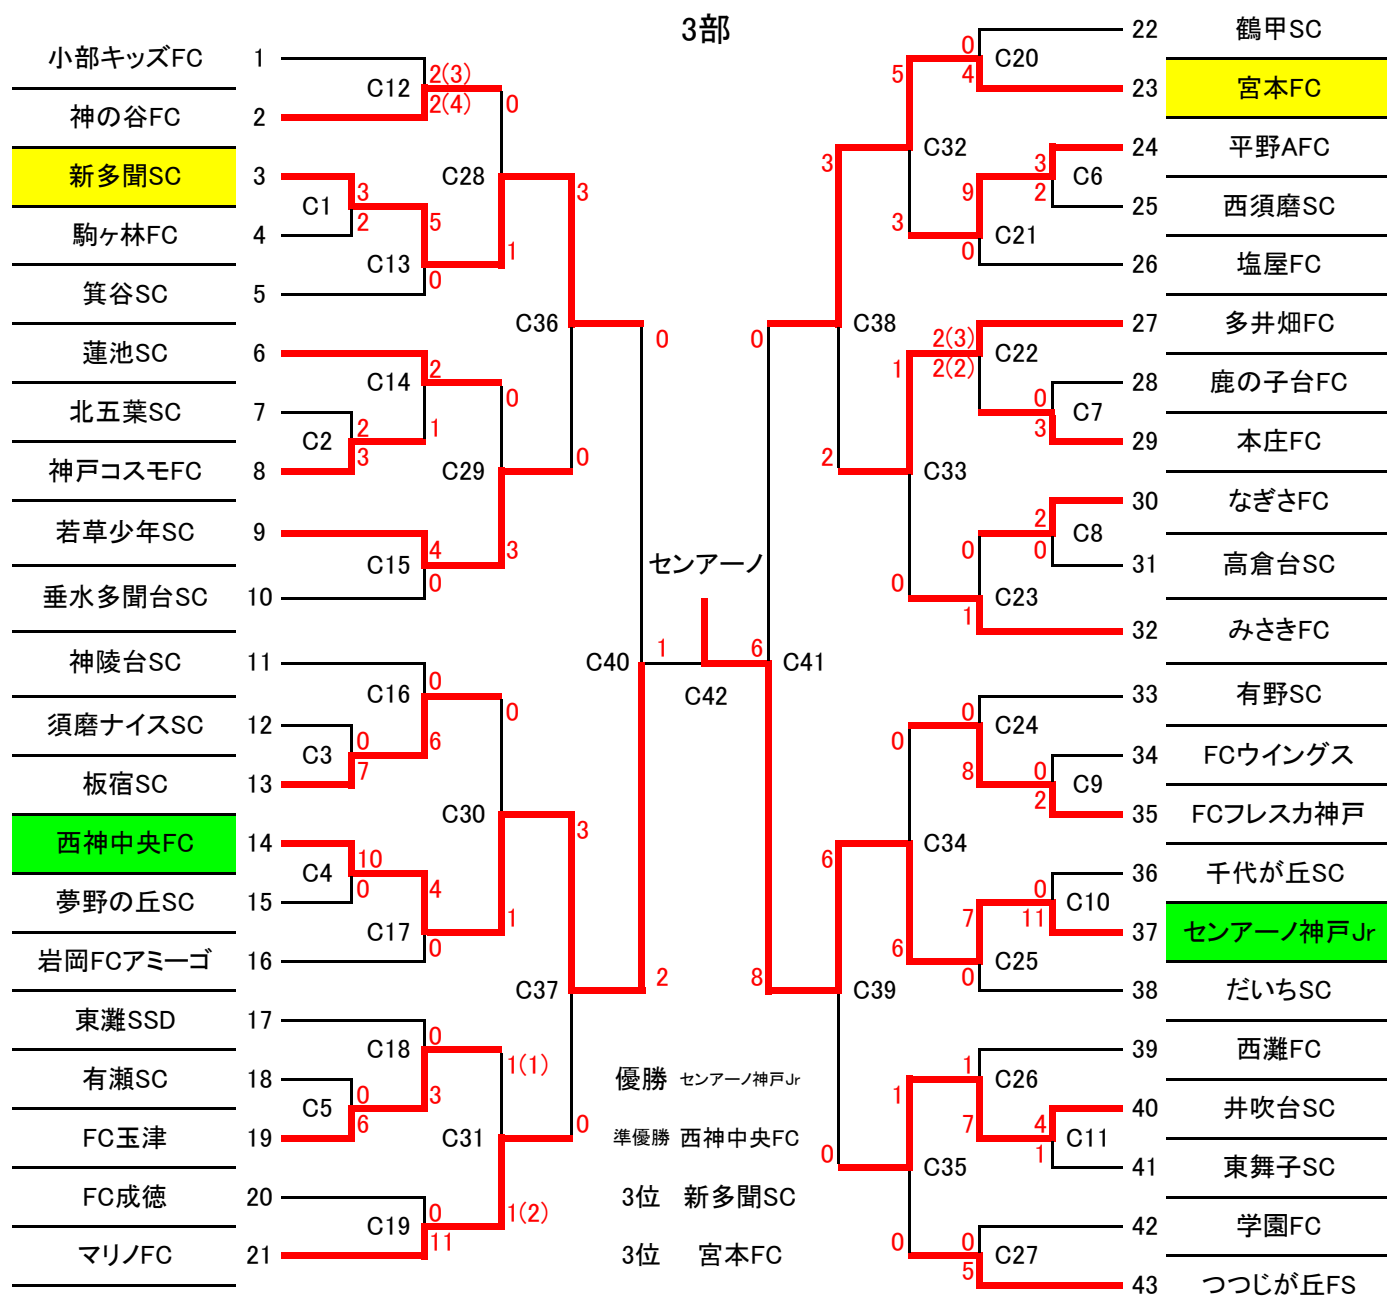 3部
小部キッズFC 1
C12
2(3)
2(4)
神の谷FC 2
0
新多聞SC 3
C1
3
2
C28
3
駒ヶ林FC 4
5
C13
0
1
箕谷SC 5
C36
0
蓮池SC 6
C14
2
1
0
北五葉SC 7
C2
2
3
神戸コスモFC 8
C29
0
若草少年SC 9
4
C15
0
3
垂水多聞台SC 10
神陵台SC 11
C40
1
C16
0
6
0
須磨ナイスSC 12
C3
0
7
板宿SC 13
C30
3
西神中央FC 14
C4
10
0
4
夢野の丘SC 15
C17
0
1
岩岡FCアミーゴ 16
C37
2
東灘SSD 17
C18
0
3
1(1)
有瀬SC 18
C5
0
6
FC玉津 19
C31
0
FC成徳 20
C19
0
11
1(2)
マリノFC 21
センアーノ
C42
優勝 センアーノ神戸Jr
準優勝 西神中央FC
3位 新多聞SC
3位 宮本FC
22 鶴甲SC
0
C20
4
5
23 宮本FC
24 平野AFC
3
C6
2
C32
3
9
25 西須磨SC
3
C21
0
26 塩屋FC
C38
0
27 多井畑FC
2(3)
C22
2(2)
1
28 鹿の子台FC
0
C7
3
29 本庄FC
2
C33
30 なぎさFC
2
C8
0
0
31 高倉台SC
0
C23
1
32 みさきFC
6
C41
33 有野SC
0
C24
8
0
34 FCウイングス
0
C9
2
35 FCフレスカ神戸
C34
6
36 千代が丘SC
0
C10
11
7
37 センアーノ神戸Jr
6
C25
0
38 だいちSC
8
C39
39 西灘FC
1
C26
7
1
40 井吹台SC
4
C11
1
41 東舞子SC
0
C35
42 学園FC
0
0
C27
5
43 つつじが丘FS